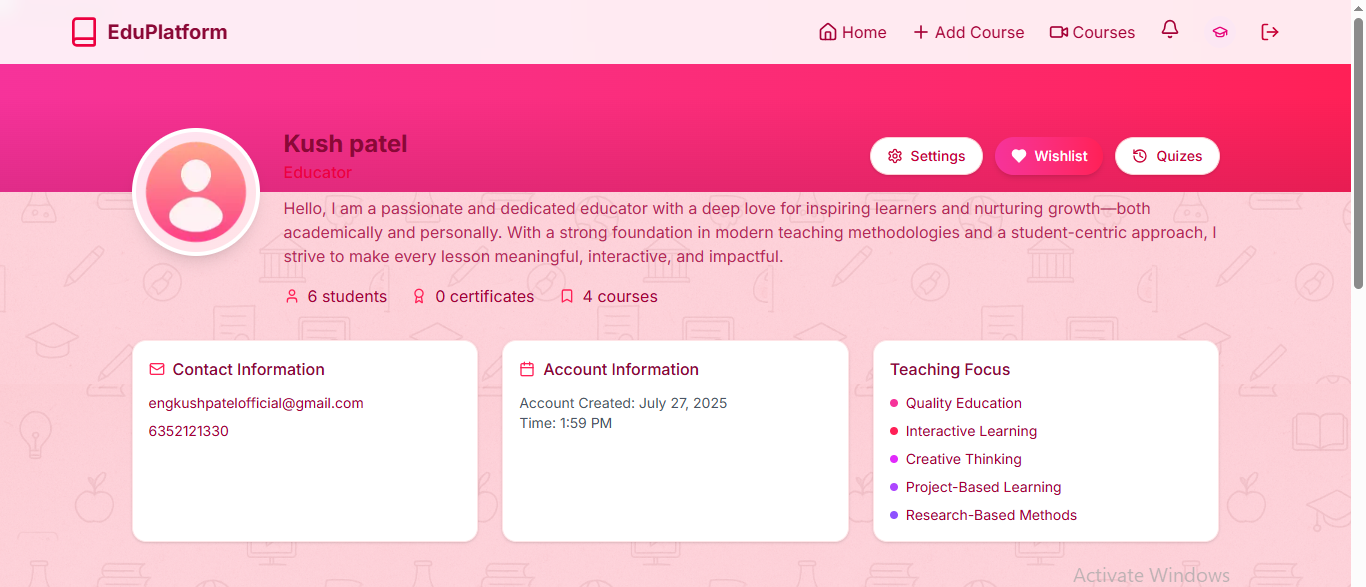 EduPlatform
Home
Add Course
Courses
Kush patel
Educator
Settings
Wishlist
Quizes
Hello, I am a passionate and dedicated educator with a deep love for inspiring learners and nurturing growth—both
academically and personally. With a strong foundation in modern teaching methodologies and a student-centric approach, I
strive to make every lesson meaningful, interactive, and impactful.
6 students
0 certificates
4 courses
Contact Information
engkushpatelofficial@gmail.com
6352121330
Account Information
Account Created: July 27, 2025
Time: 1:59 PM
Teaching Focus
Quality Education
Interactive Learning
Creative Thinking
Project-Based Learning
Research-Based Methods
Activate Windows